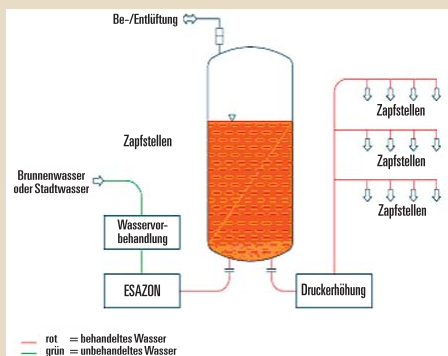 Be-/Entlüftung
Zapfstellen
Zapfstellen
Zapfstellen
Zapfstellen
Brunnenwasser
oder Stadtwasser
Wasservor-
behandlung
ESAZON
Druckerhöhung
rot = behandeltes Wasser
grün = unbehandeltes Wasser